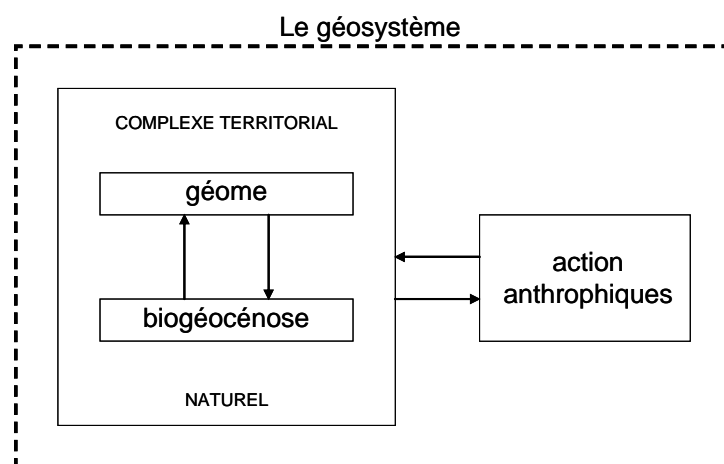 Le géosystème
COMPLEXE TERRITORIAL
géome
biogéocénose
NATUREL
action
anthrophiques